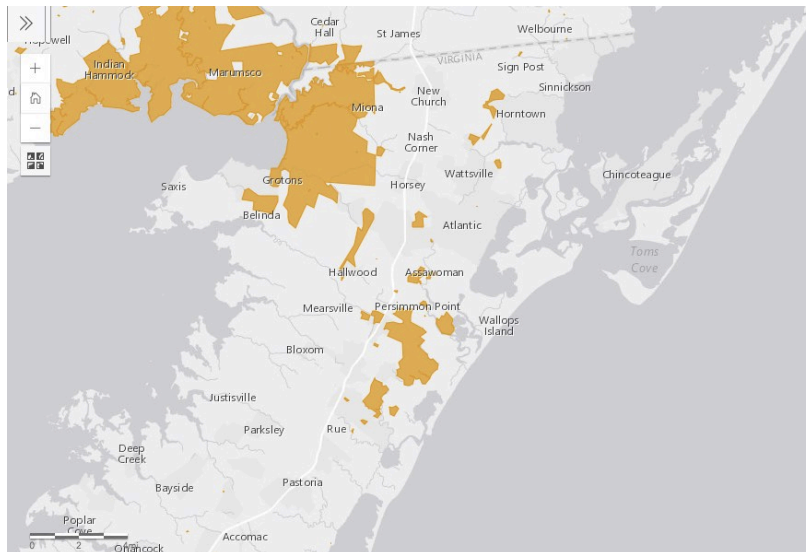 Cedar
Hall
St James
Welbourne
Hopewell
VIRGINIA
Indian
Hammock
Marumsco
Sign Post
Sinnickson
d
New
Church
Miona
Horntown
Nash
Corner
Wattsville
Chincoteague
Grotons
Saxis
Horsey
Belinda
Atlantic
Toms
Cove
Hallwood
Assawoman
Mearsville
Persimmon Point
Wallops
Island
Bloxom
Justisville
Parksley
Rue
Deep
Creek
Bayside
Pastoria
Poplar
Cove
Accomac
0 2 4mi
Onancock